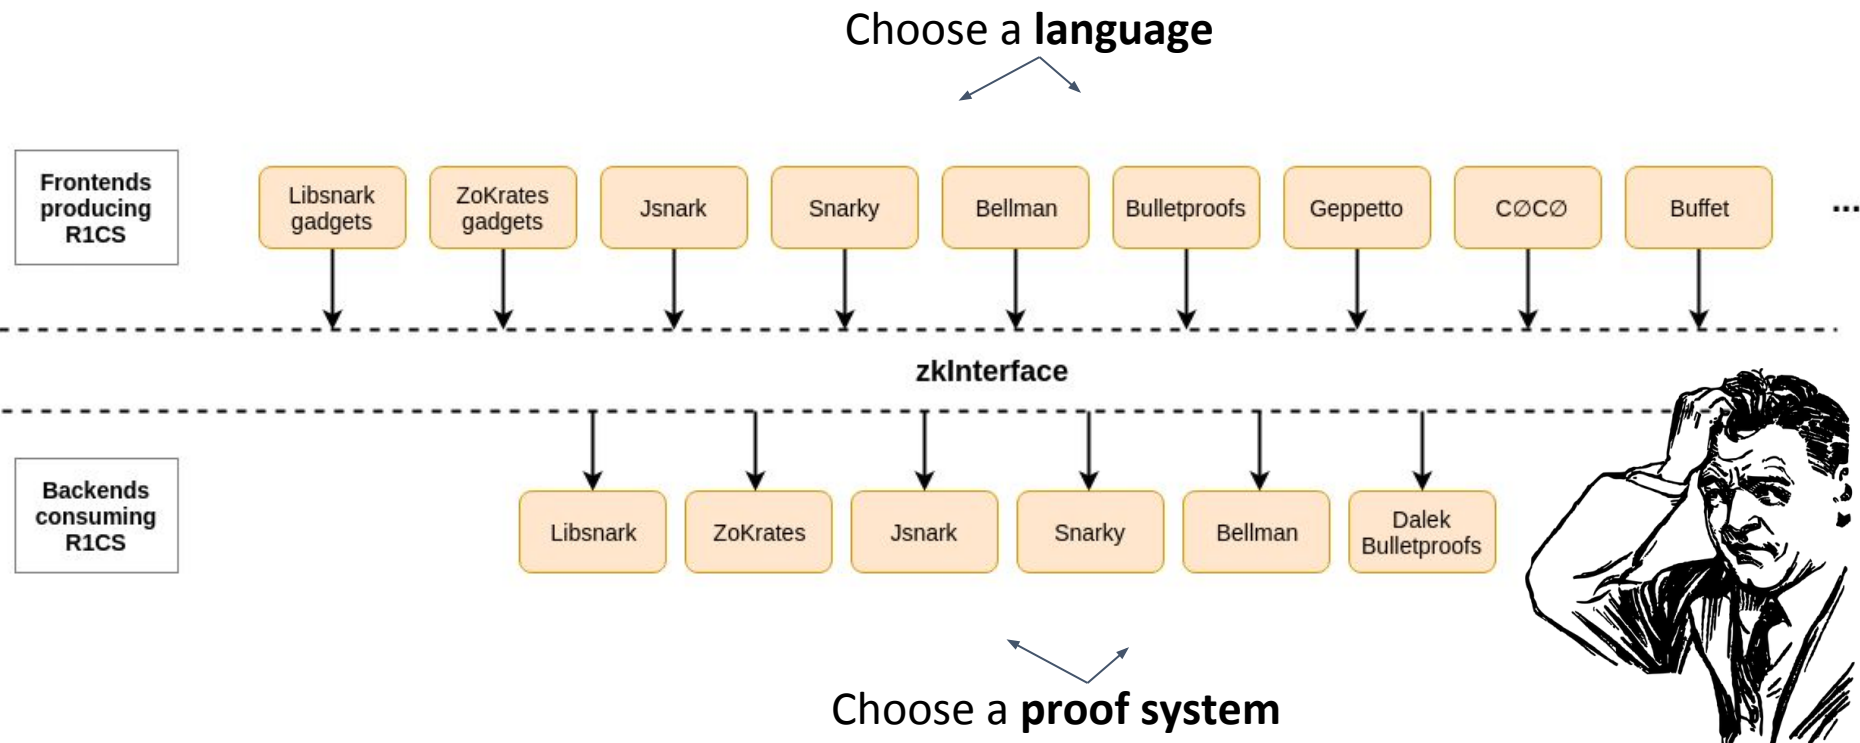 Choose a language
Frontends
producing
R1CS
Libsnark
gadgets
ZoKrates
gadgets
Jsnark
Snarky
Bellman
Bulletproofs
Geppetto
C∅C∅
Buffet
...
zkInterface
Backends
consuming
R1CS
Libsnark
ZoKrates
Jsnark
Snarky
Bellman
Dalek
Bulletproofs
Choose a proof system